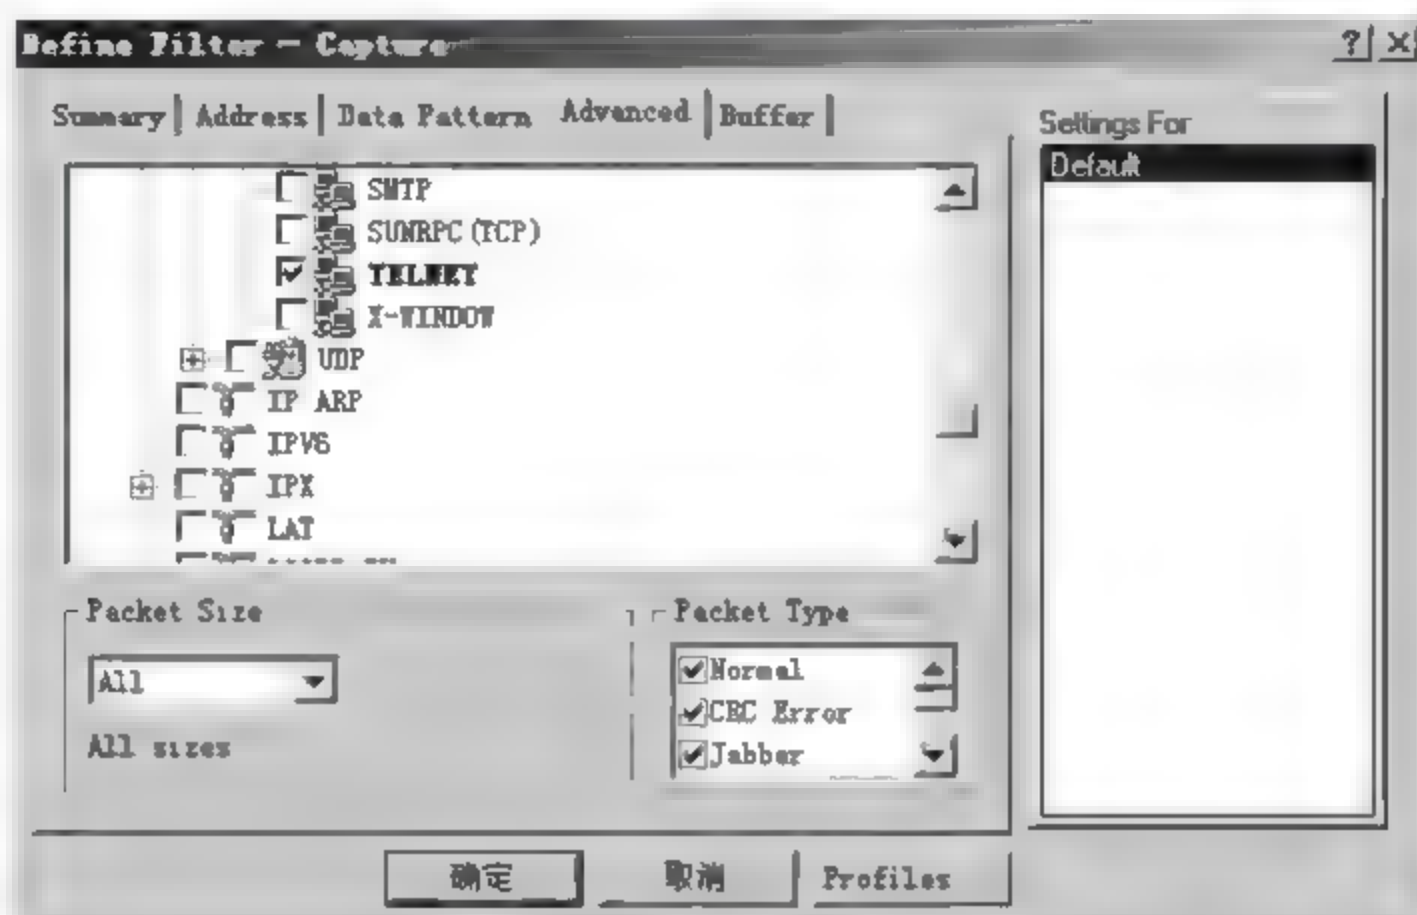 Define Filter - Capture
Summary Address Data Pattern Advanced Buffer
Settings For
Default
SMTP
SUNRPC (TCP)
TELNET
X-WINDOW
UDP
IP ARP
IPV6
IPX
LAT
Packet Size
All
All sizes
Packet Type
Normal
CRC Error
Jabber
确定 取消 Profiles